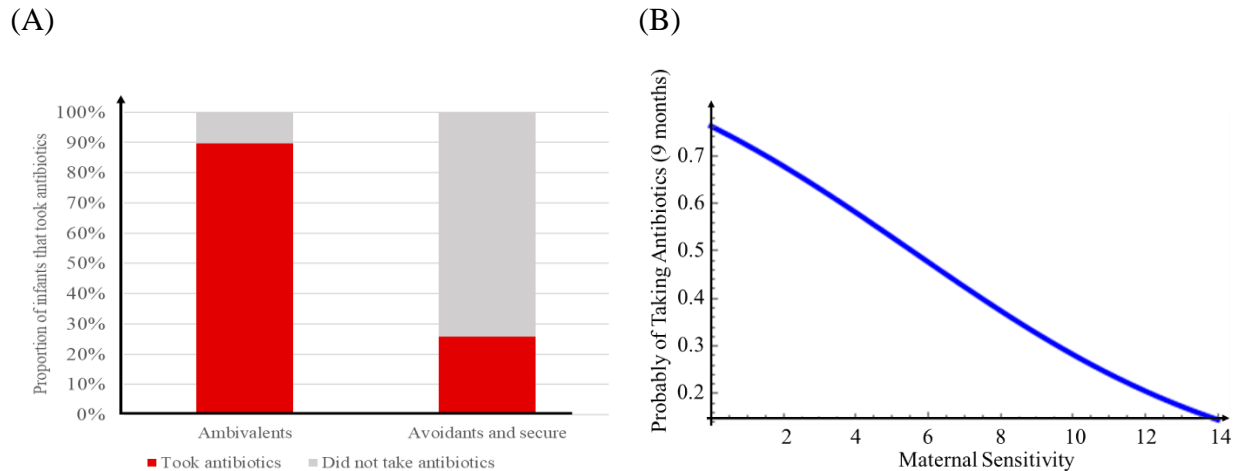 (A)
Proportion of infants that took antibiotics
100%
90%
80%
70%
60%
50%
40%
30%
20%
10%
0%
Ambivalents Avoidants and secure
Took antibiotics Did not take antibiotics
(B)
Probably of Taking Antibiotics (9 months)
0.7
0.6
0.5
0.4
0.3
0.2
2 4 6 8 10 12 14
Maternal Sensitivity